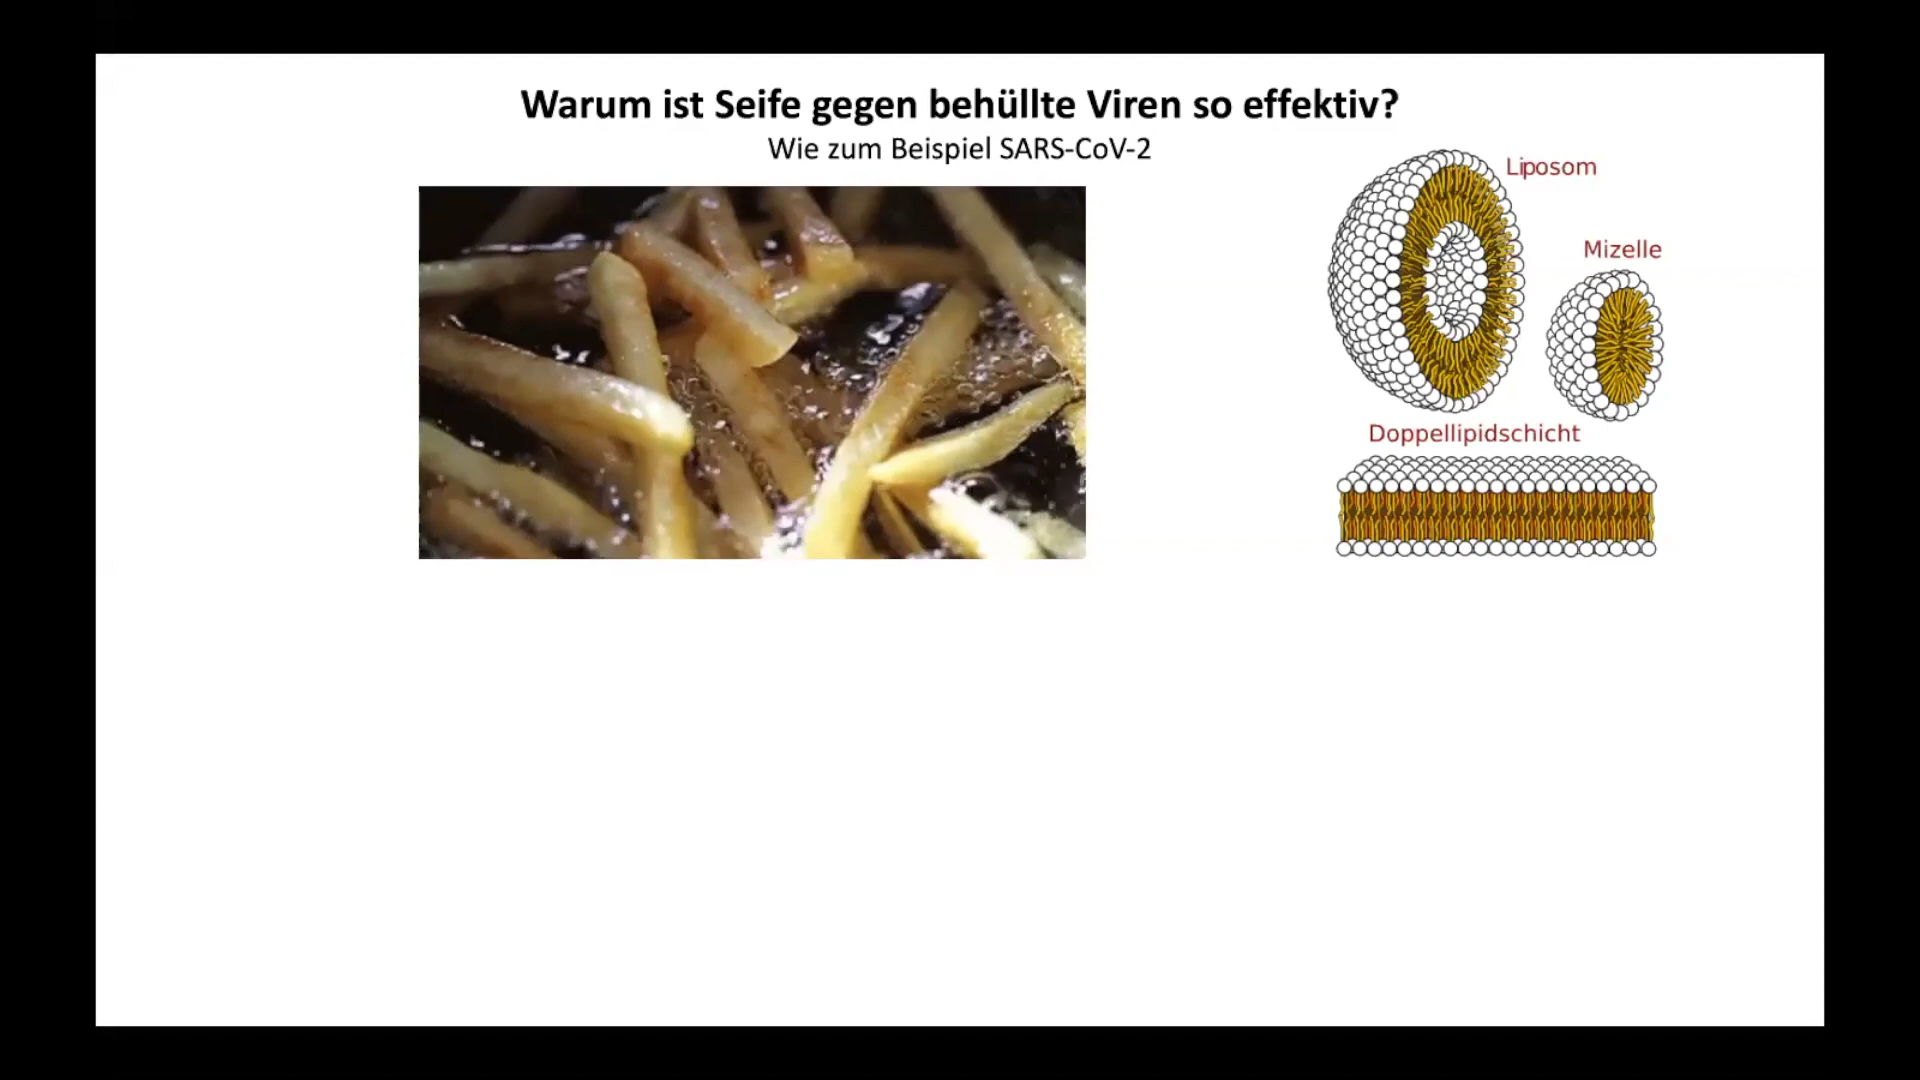 Warum ist Seife gegen behüllte Viren so effektiv?
Wie zum Beispiel SARS-CoV-2
Liposom
Mizelle
Doppellipidschicht